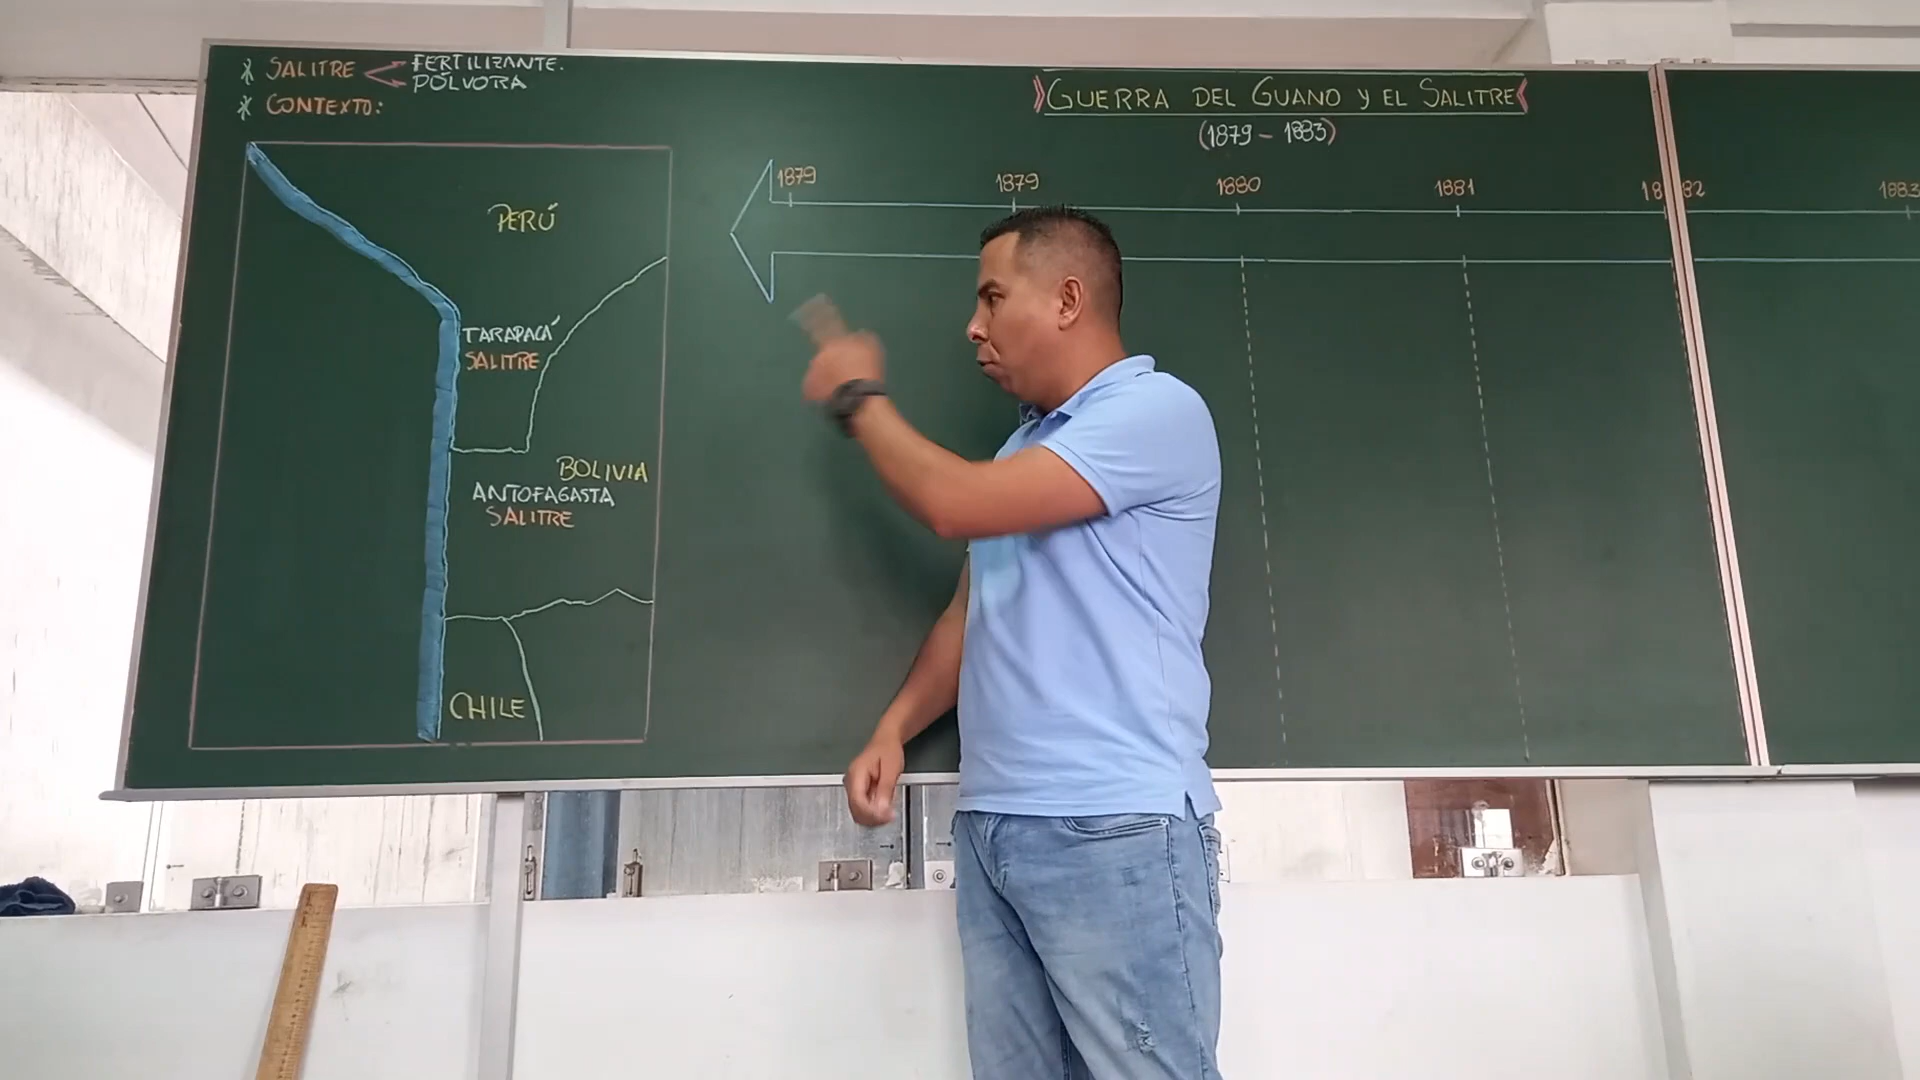 * SALITRE
FERTILIZANTE.
PÓLVORA
* CONTEXTO:
GUERRA DEL GUANO Y EL SALITRE
(1879 - 1883)
1879
1879
1880
1881
1882
1883
PERÚ
TARAPACÁ
SALITRE
BOLIVIA
ANTOFAGASTA
SALITRE
CHILE